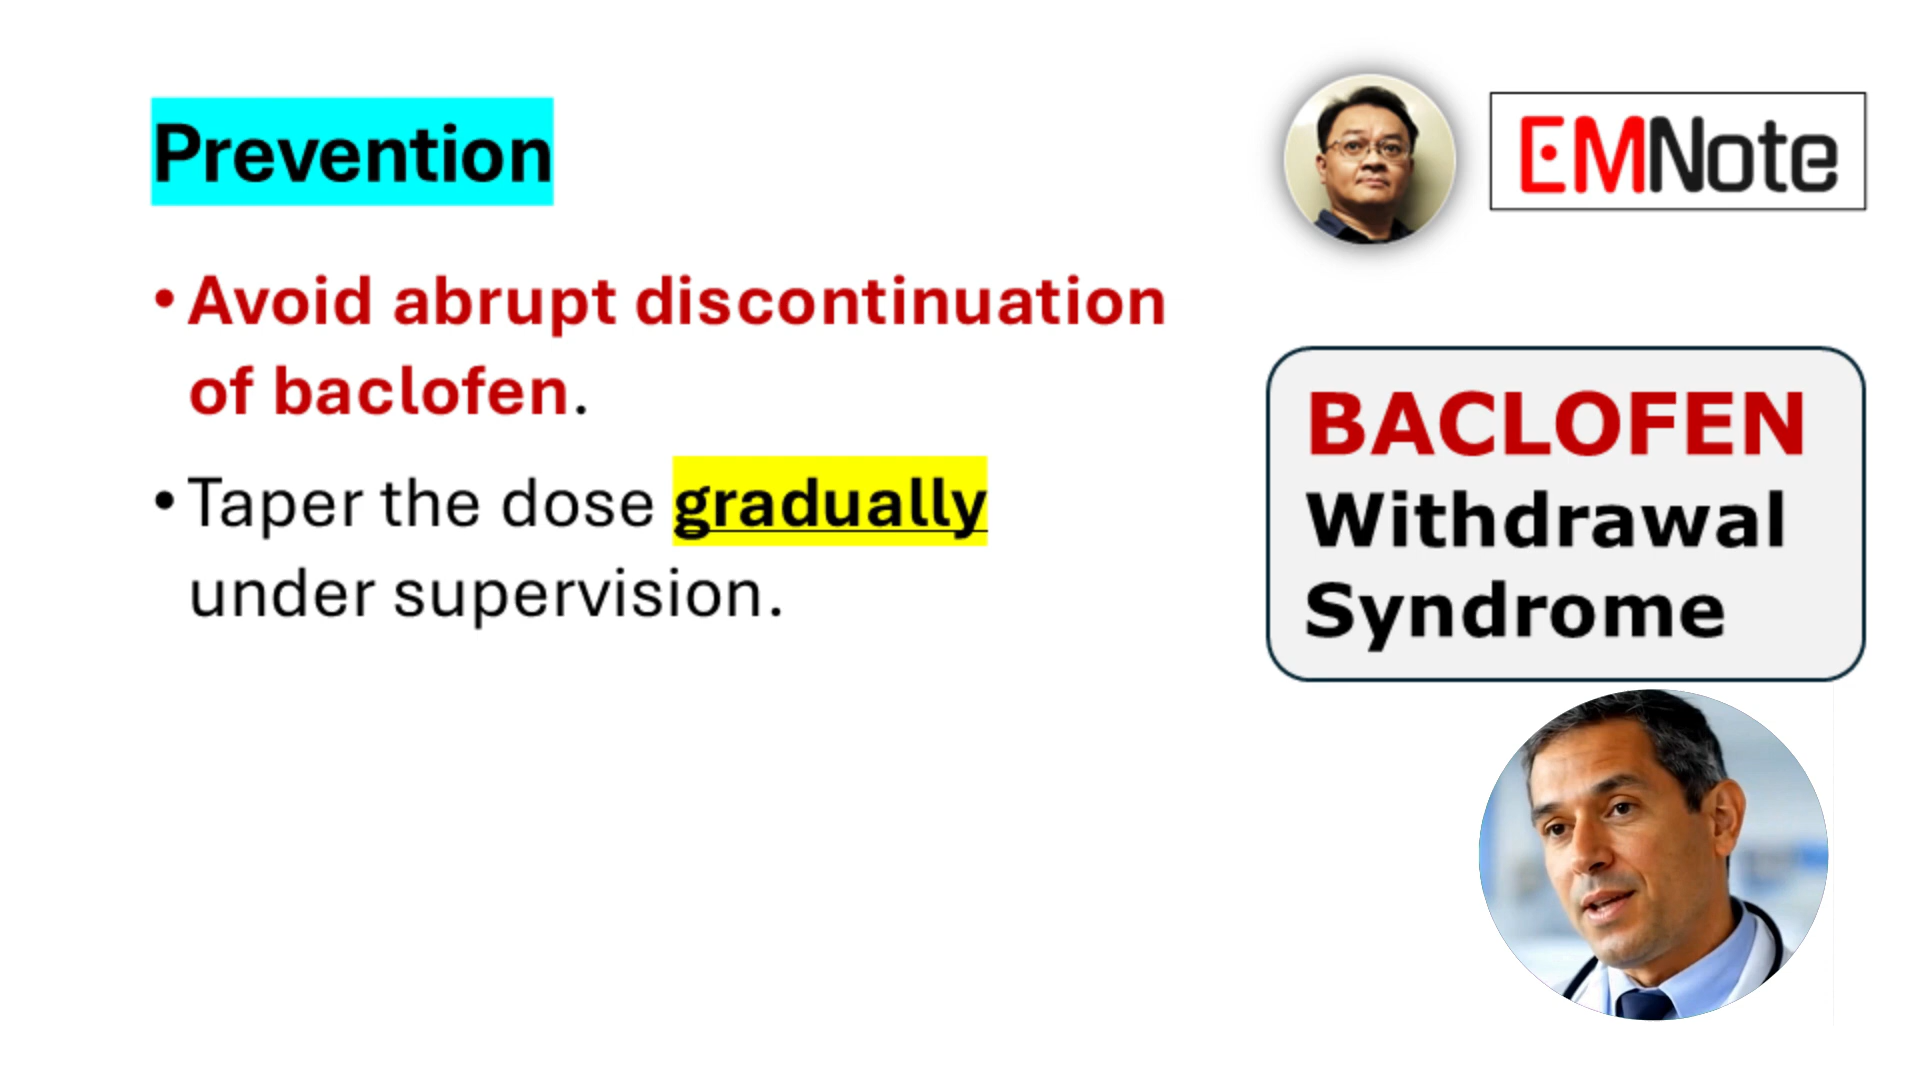 Prevention
• Avoid abrupt discontinuation
of baclofen.
• Taper the dose gradually
under supervision.
EMNote
BACLOFEN
Withdrawal
Syndrome